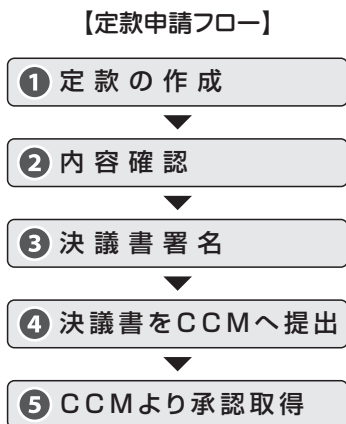 【定款申請フロー】
❶ 定款の作成
❷ 内容確認
❸ 決議書署名
❹ 決議書をCCMへ提出
❺ CCMより承認取得